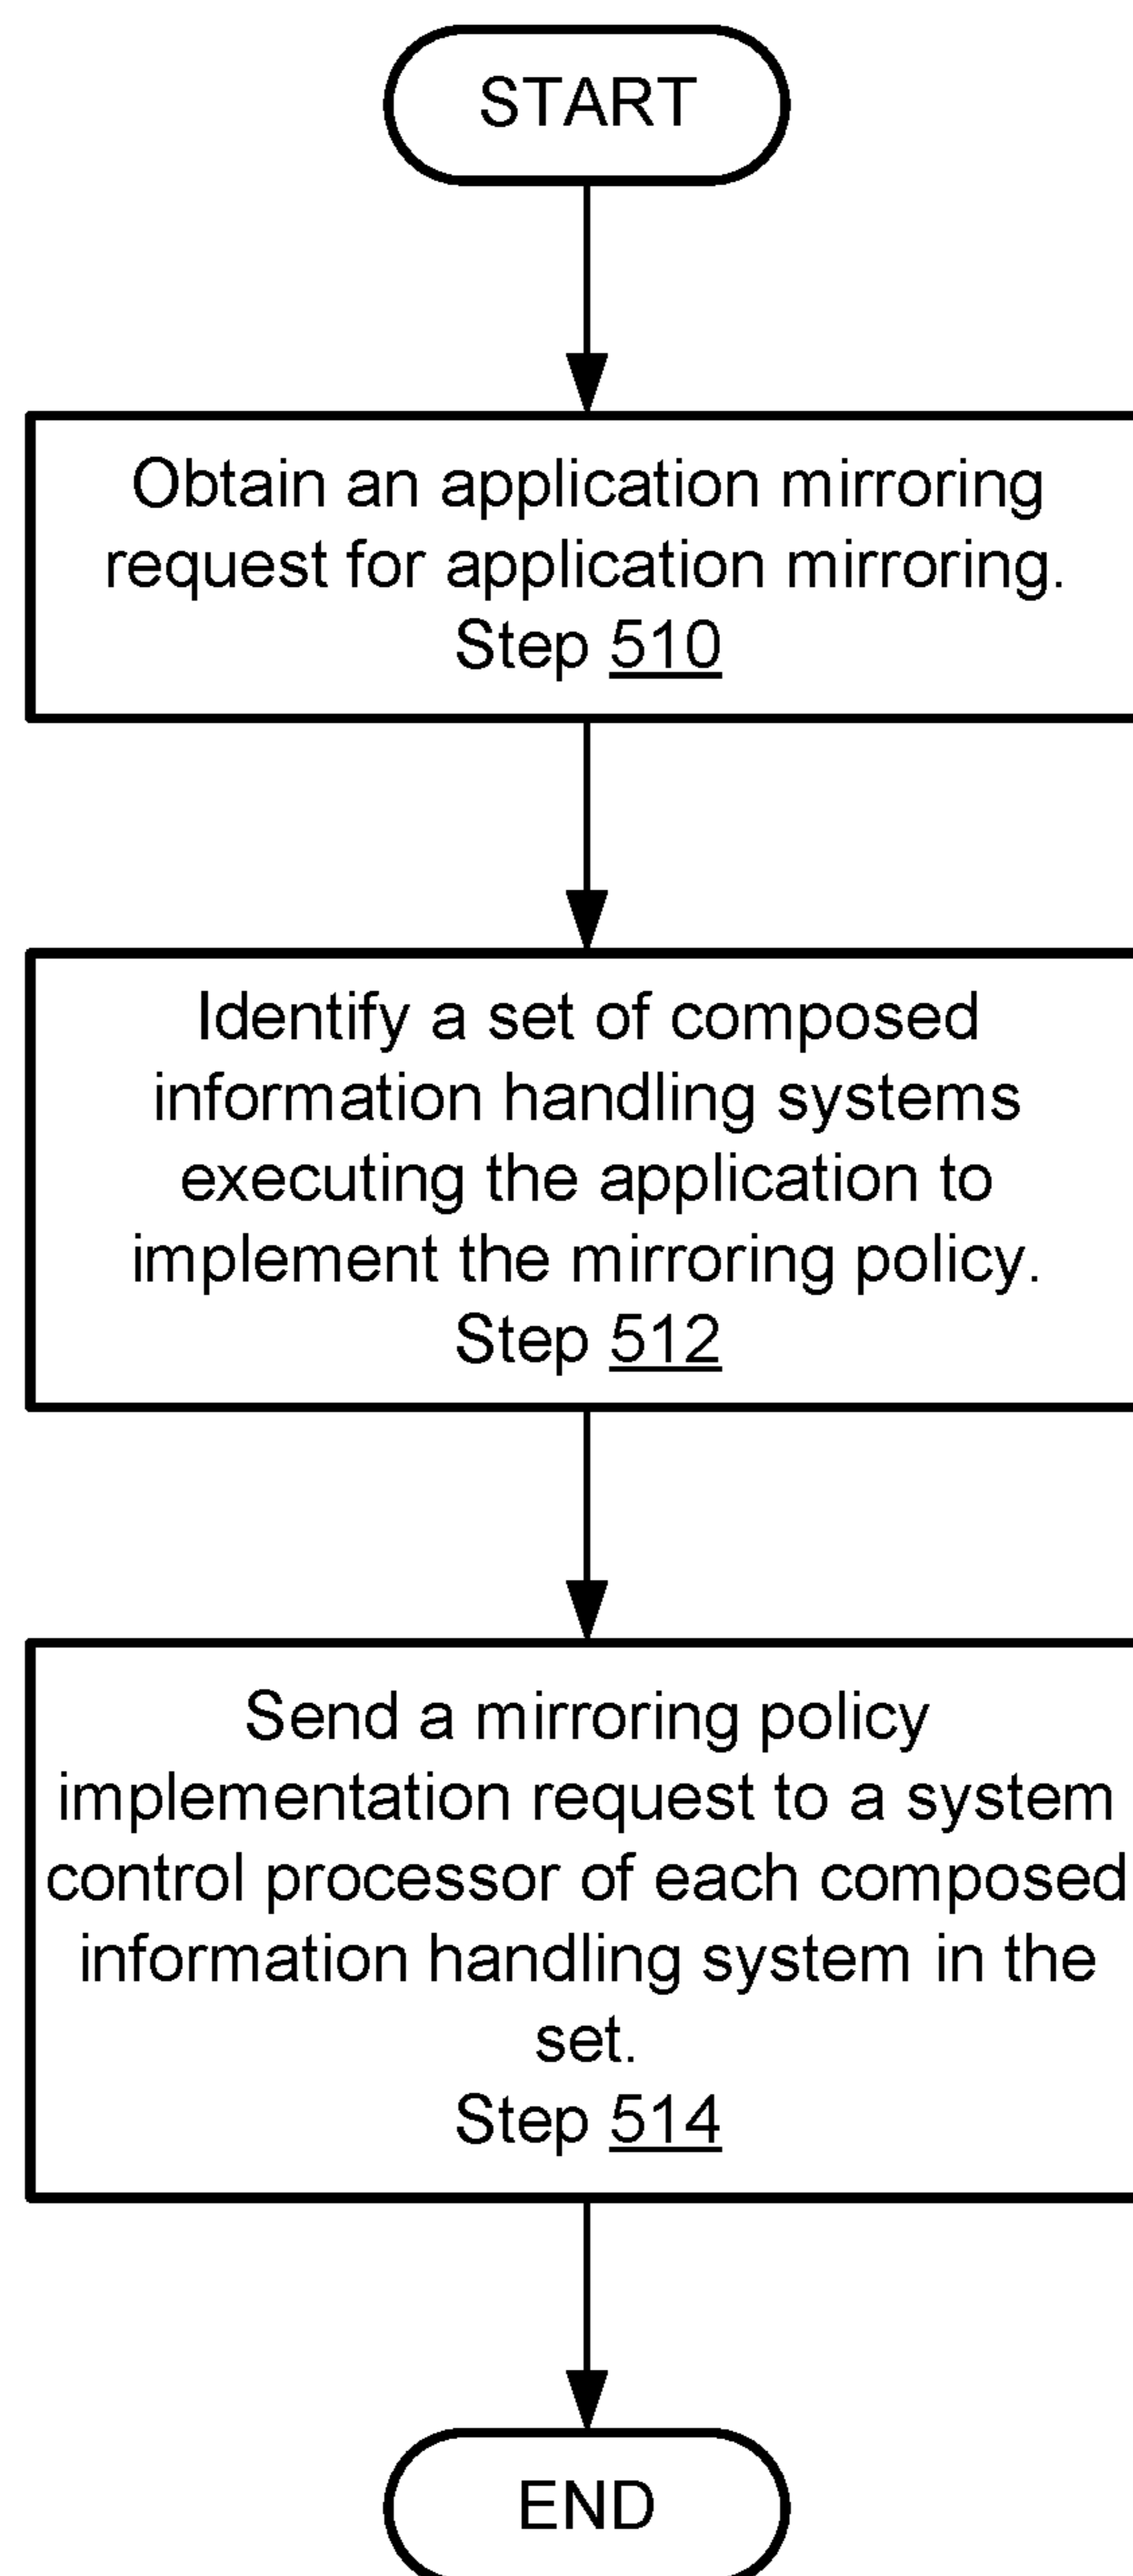 START
Obtain an application mirroring
request for application mirroring.
Step 510
Identify a set of composed
information handling systems
executing the application to
implement the mirroring policy.
Step 512
Send a mirroring policy
implementation request to a system
control processor of each composed
information handling system in the
set.
Step 514
END